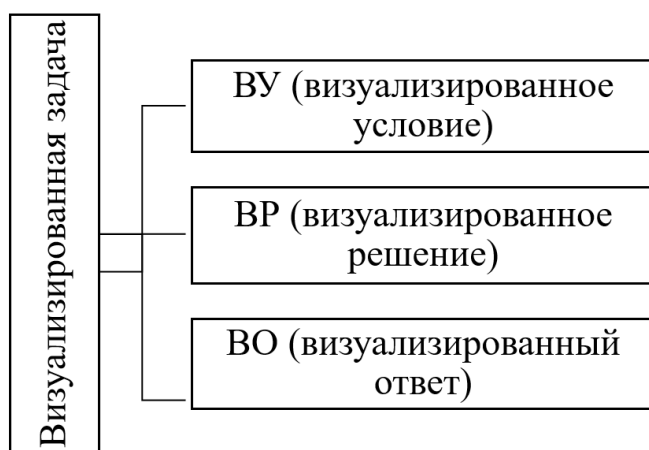 Визуализированная задача
ВУ (визуализированное
условие)
ВР (визуализированное
решение)
ВО (визуализированный
ответ)